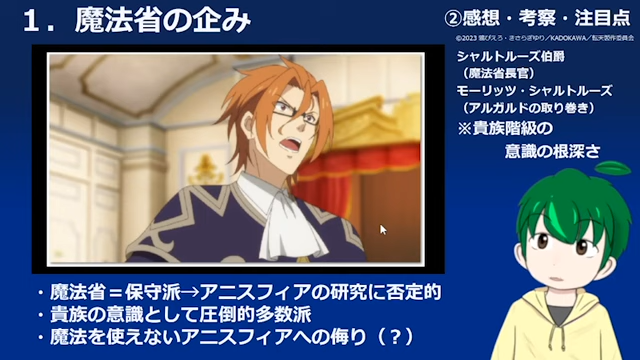 １．魔法省の企み
②感想・考察・注目点
©2023 鴉ぴえろ・きさらぎゆり／KADOKAWA／転天製作委員会
シャルトルーズ伯爵
（魔法省長官）
モーリッツ・シャルトルーズ
（アルガルドの取り巻き）
※貴族階級の
意識の根深さ
・魔法省＝保守派→アニスフィアの研究に否定的
・貴族の意識として圧倒的多数派
・魔法を使えないアニスフィアへの侮り（？）